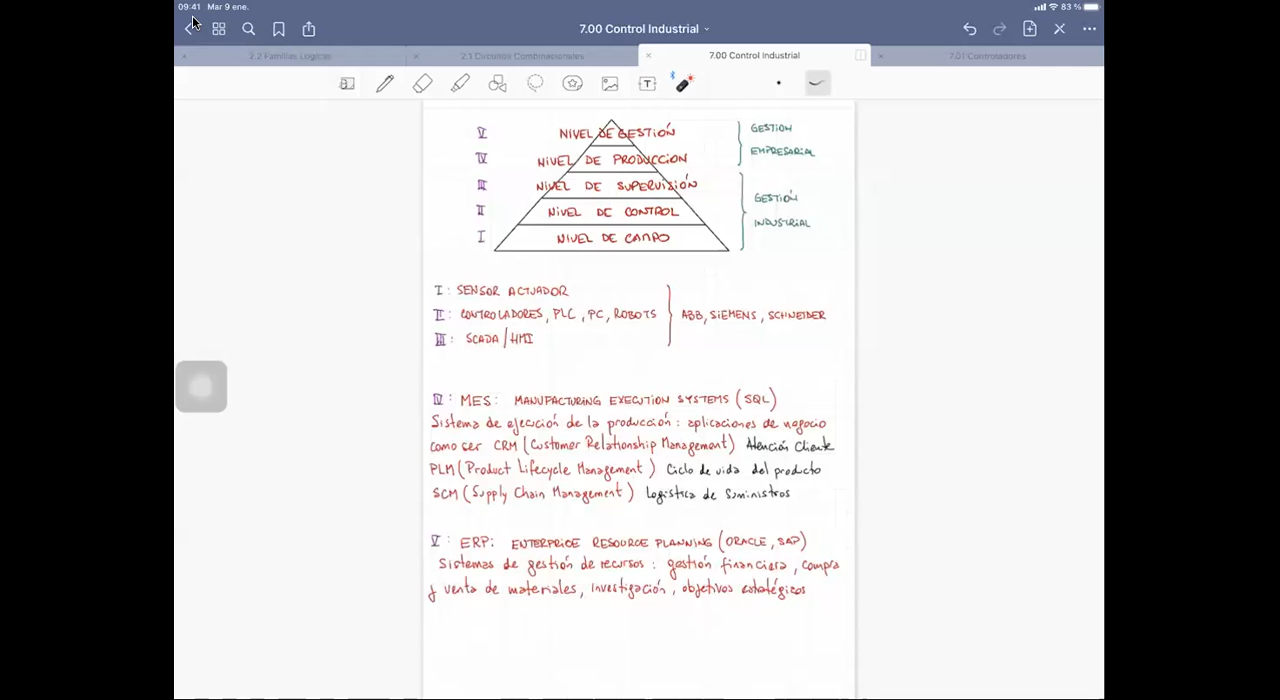 09:41 Mar 9 ene.
83 %
7.00 Control Industrial
2.2 Familias Logicas
2.1 Circuitos Combinacionales
7.00 Control Industrial
7.01 Controladores
V NIVEL DE GESTIÓN
IV NIVEL DE PRODUCCION
III NIVEL DE SUPERVISIÓN
II NIVEL DE CONTROL
I NIVEL DE CAMPO
GESTION
EMPRESARIAL
GESTIÓN
INDUSTRIAL
I : SENSOR ACTUADOR
II : CONTROLADORES, PLC, PC, ROBOTS
III : SCADA/HMI
ABB, SIEMENS, SCHNEIDER
IV : MES: MANUFACTURING EXECUTION SYSTEMS (SQL)
Sistema de ejecución de la producción : aplicaciones de negocio
como ser CRM (Customer Relationship Management) Atención Cliente
PLM (Product Lifecycle Management) Ciclo de vida del producto
SCM (Supply Chain Management) Logistica de Suministros
V : ERP: ENTERPRICE RESOURCE PLANNING (ORACLE, SAP)
Sistemas de gestión de recursos : gestión financiera, compra
y venta de materiales, investigación, objetivos estratégicos